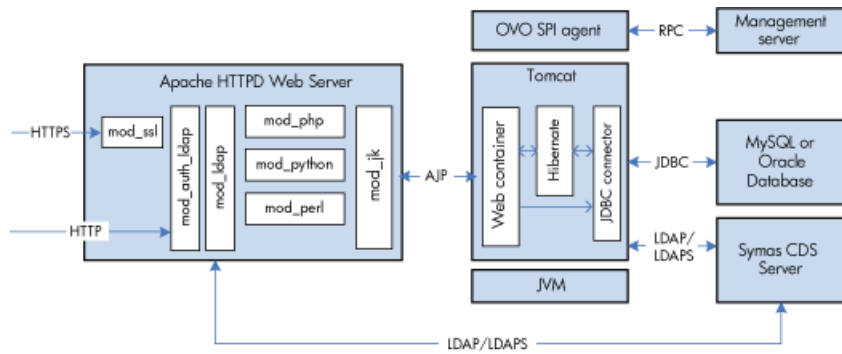 OVO SPI agent
RPC
Management
server
Apache HTTPD Web Server
Tomcat
HTTPS
mod_ssl
mod_auth_ldap
mod_ldap
mod_php
mod_python
mod_perl
mod_jk
AJP
Web container
Hibernate
JDBC connector
JDBC
MySQL or
Oracle
Database
HTTP
LDAP/
LDAPS
Symas CDS
Server
JVM
LDAP/LDAPS